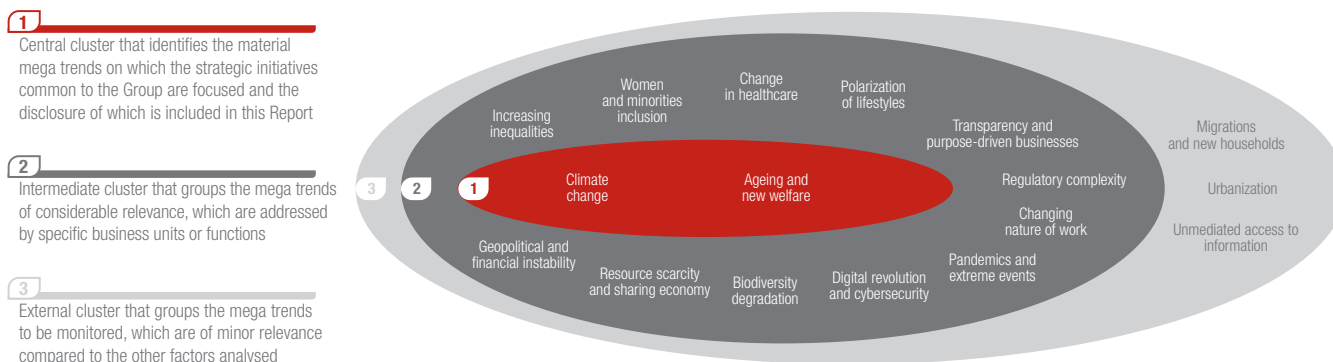 1
Central cluster that identifies the material
mega trends on which the strategic initiatives
common to the Group are focused and the
disclosure of which is included in this Report
2
Intermediate cluster that groups the mega trends
of considerable relevance, which are addressed
by specific business units or functions
3
External cluster that groups the mega trends
to be monitored, which are of minor relevance
compared to the other factors analysed
3
2
1
Climate
change
Ageing and
new welfare
Increasing
inequalities
Women
and minorities
inclusion
Change
in healthcare
Polarization
of lifestyles
Transparency and
purpose-driven businesses
Regulatory complexity
Changing
nature of work
Pandemics and
extreme events
Digital revolution
and cybersecurity
Biodiversity
degradation
Resource scarcity
and sharing economy
Geopolitical and
financial instability
Migrations
and new households
Urbanization
Unmediated access to
information